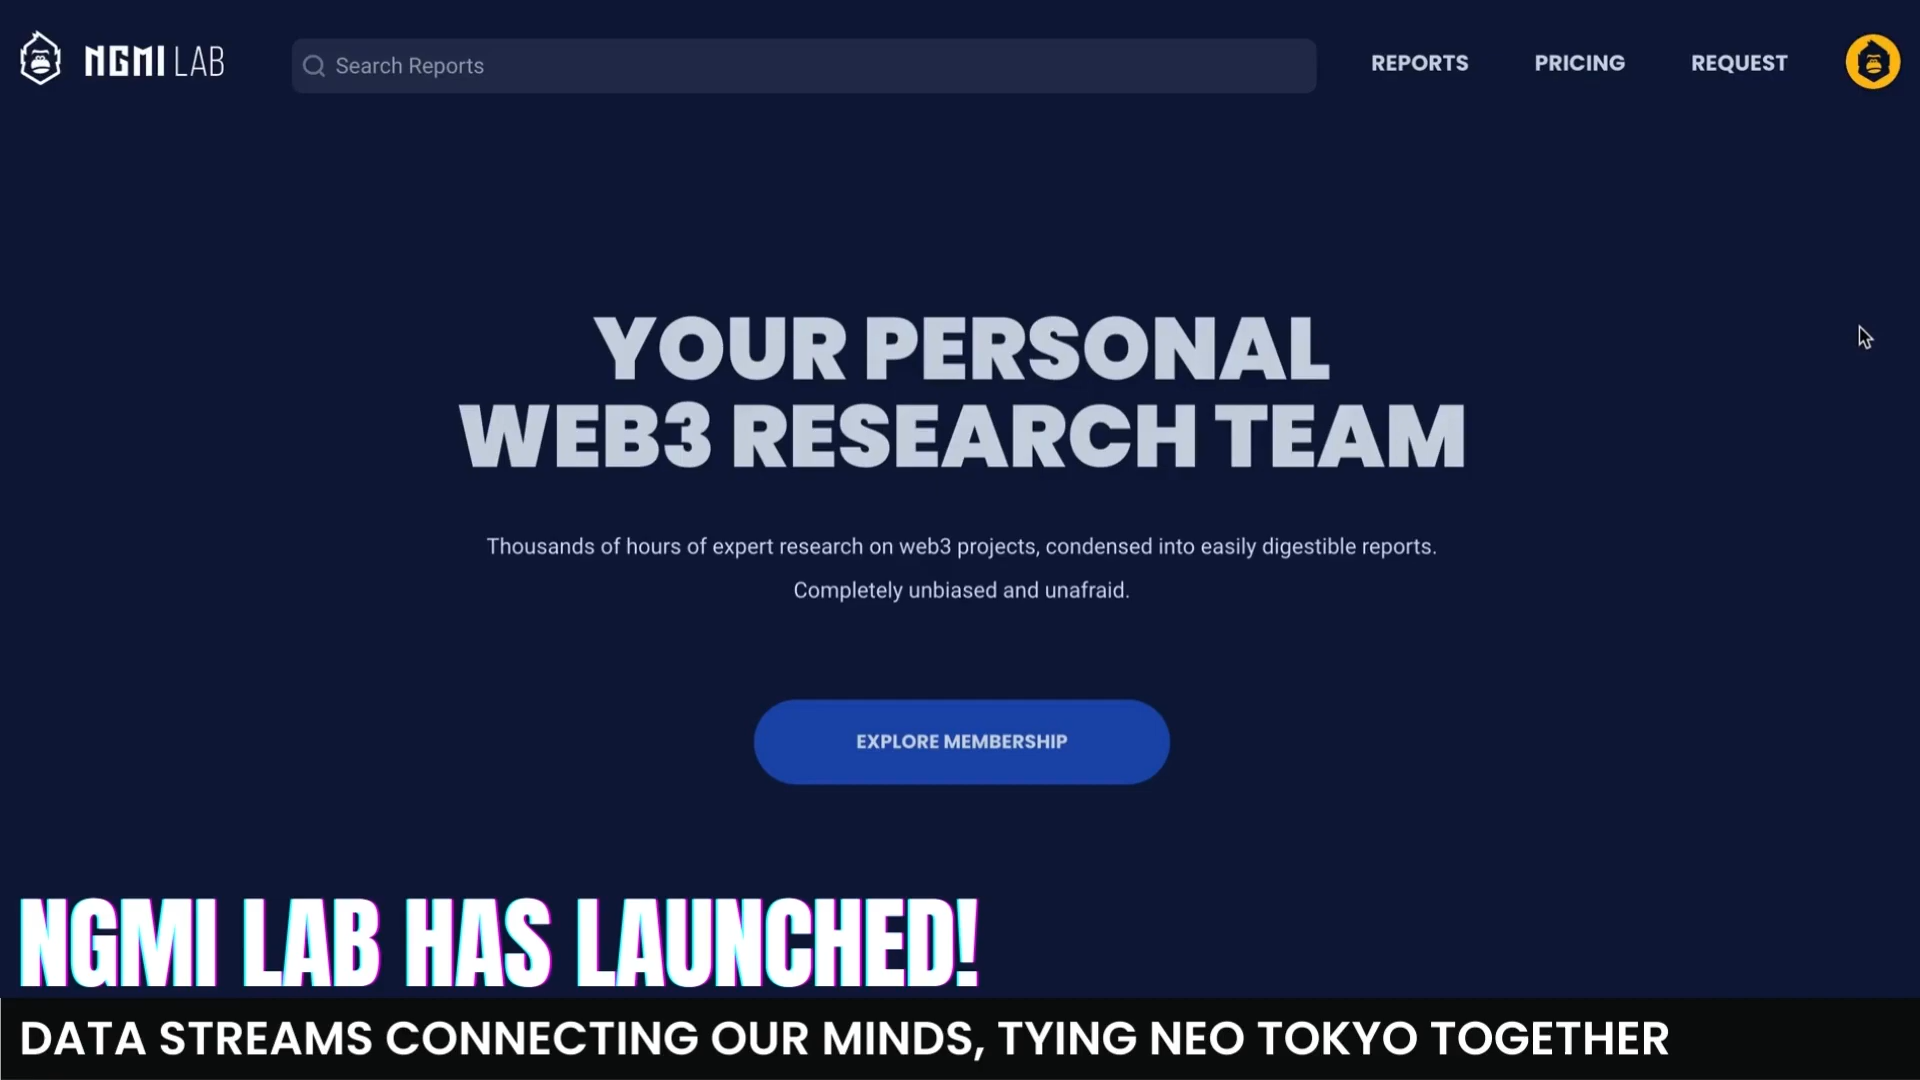 NGMI LAB
Search Reports
REPORTS
PRICING
REQUEST
YOUR PERSONAL
WEB3 RESEARCH TEAM
Thousands of hours of expert research on web3 projects, condensed into easily digestible reports.
Completely unbiased and unafraid.
EXPLORE MEMBERSHIP
NGMI LAB HAS LAUNCHED!
DATA STREAMS CONNECTING OUR MINDS, TYING NEO TOKYO TOGETHER